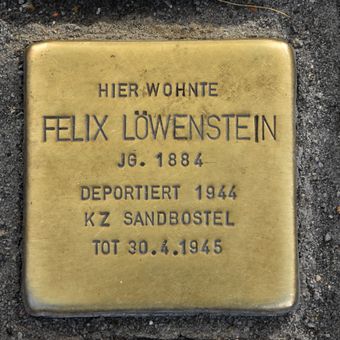 HIER WOHNTE
FELIX LÖWENSTEIN
JG. 1884
DEPORTIERT 1944
KZ SANDBOSTEL
TOT 30.4.1945